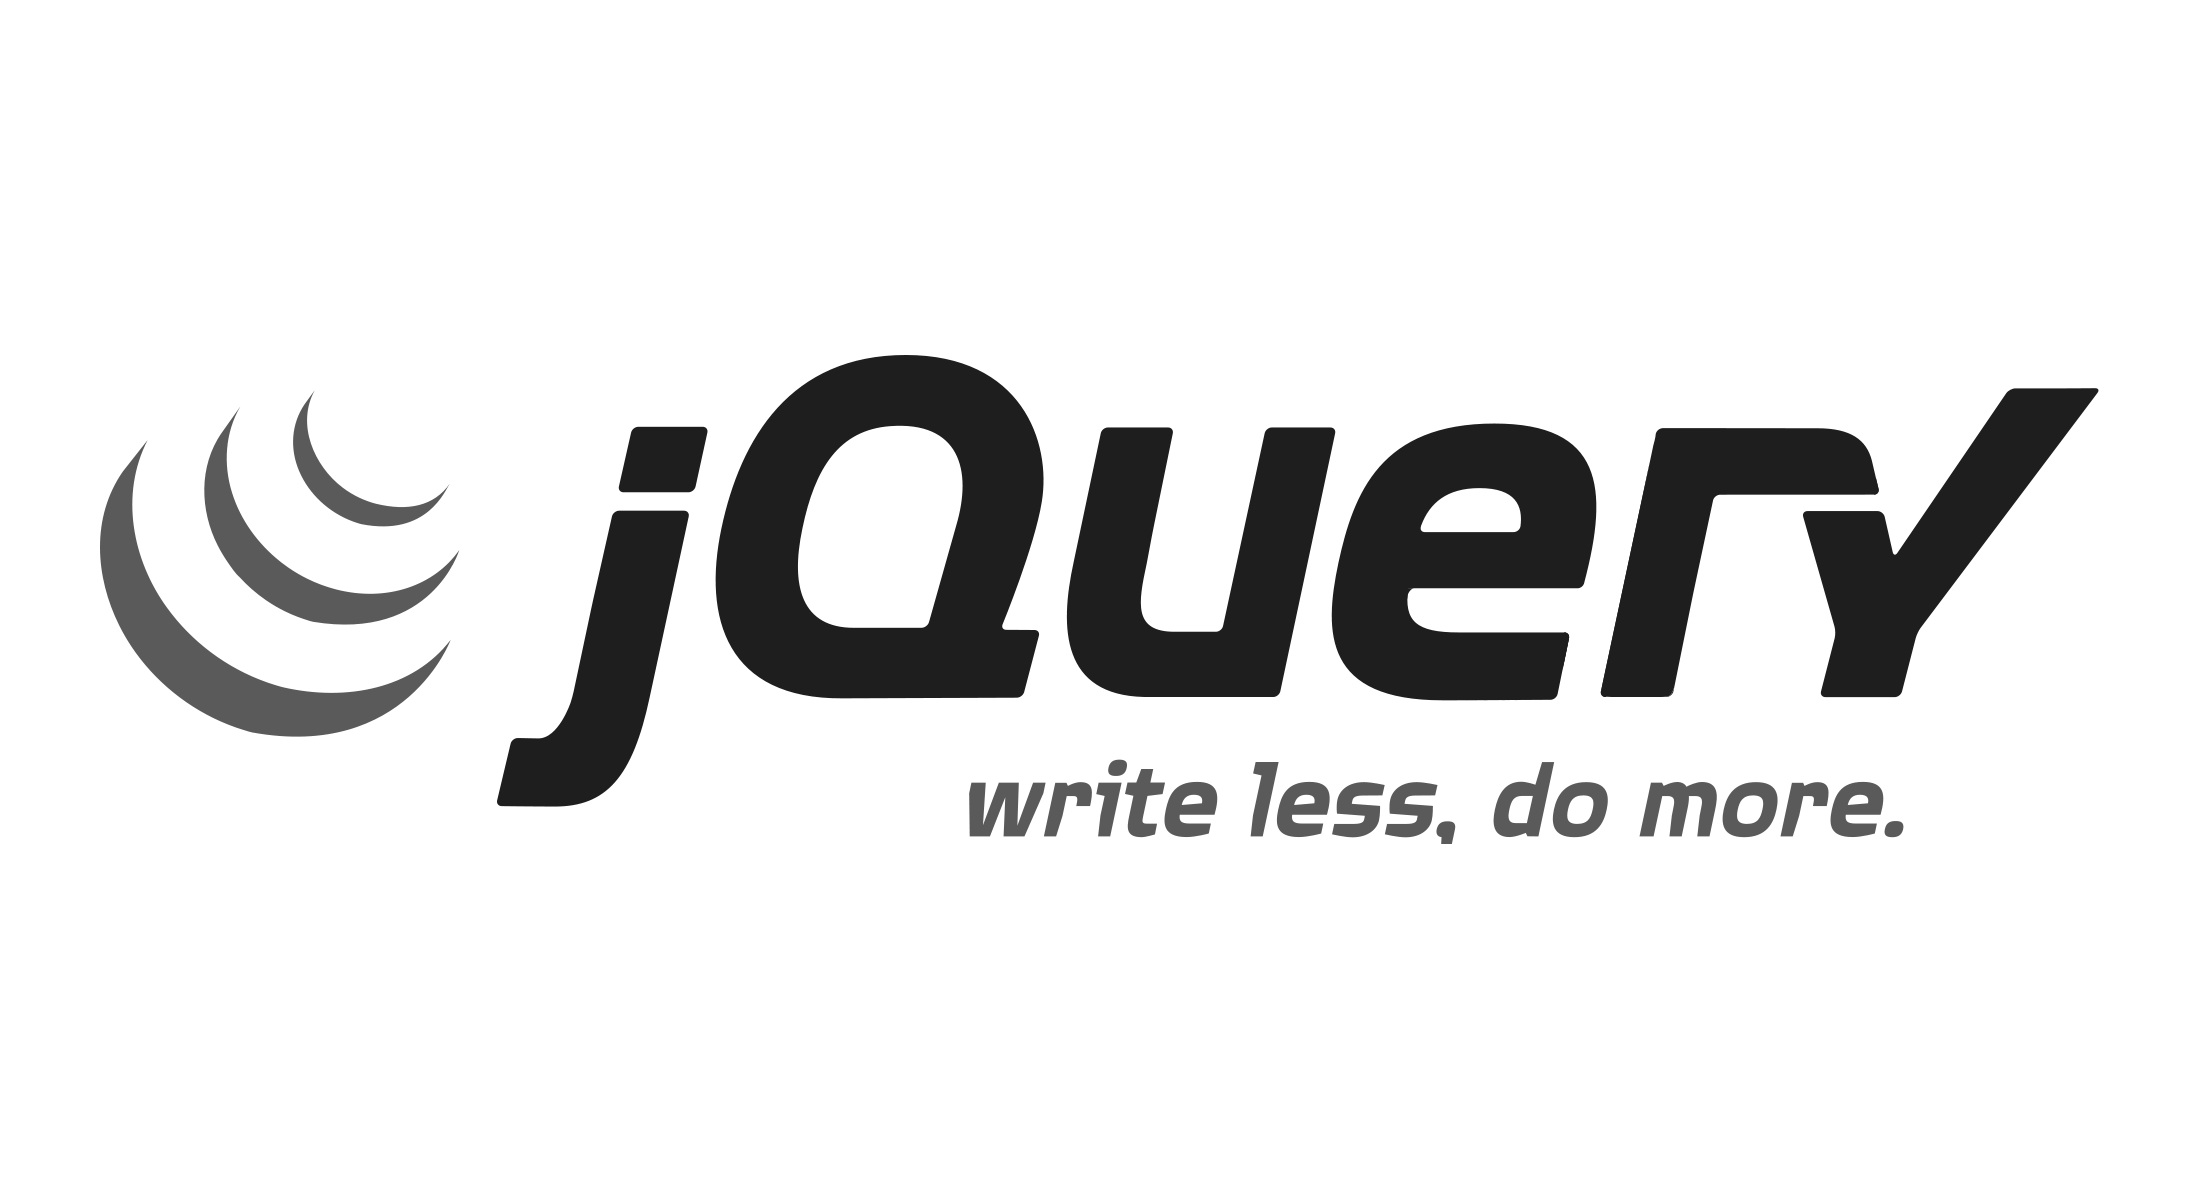 jQuery
write less, do more.